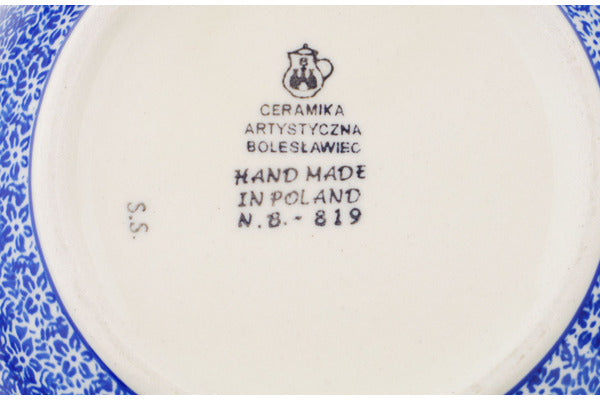 CERAMIKA
ARTYSTYCZNA
BOLESŁAWIEC
HAND MADE
IN POLAND
N.B.- 819
S.S.